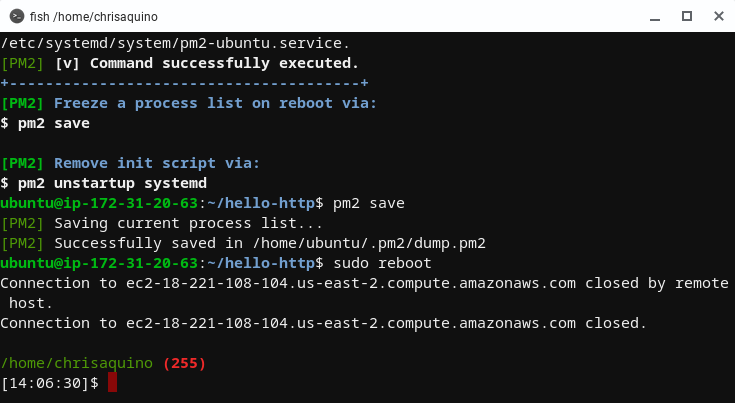 fish /home/chrisaquino
/etc/systemd/system/pm2-ubuntu.service.
[PM2] [v] Command successfully executed.
+---------------------------------------+
[PM2] Freeze a process list on reboot via:
$ pm2 save
[PM2] Remove init script via:
$ pm2 unstartup systemd
ubuntu@ip-172-31-20-63:~/hello-http$ pm2 save
[PM2] Saving current process list...
[PM2] Successfully saved in /home/ubuntu/.pm2/dump.pm2
ubuntu@ip-172-31-20-63:~/hello-http$ sudo reboot
Connection to ec2-18-221-108-104.us-east-2.compute.amazonaws.com closed by remote
 host.
Connection to ec2-18-221-108-104.us-east-2.compute.amazonaws.com closed.
/home/chrisaquino (255)
[14:06:30]$